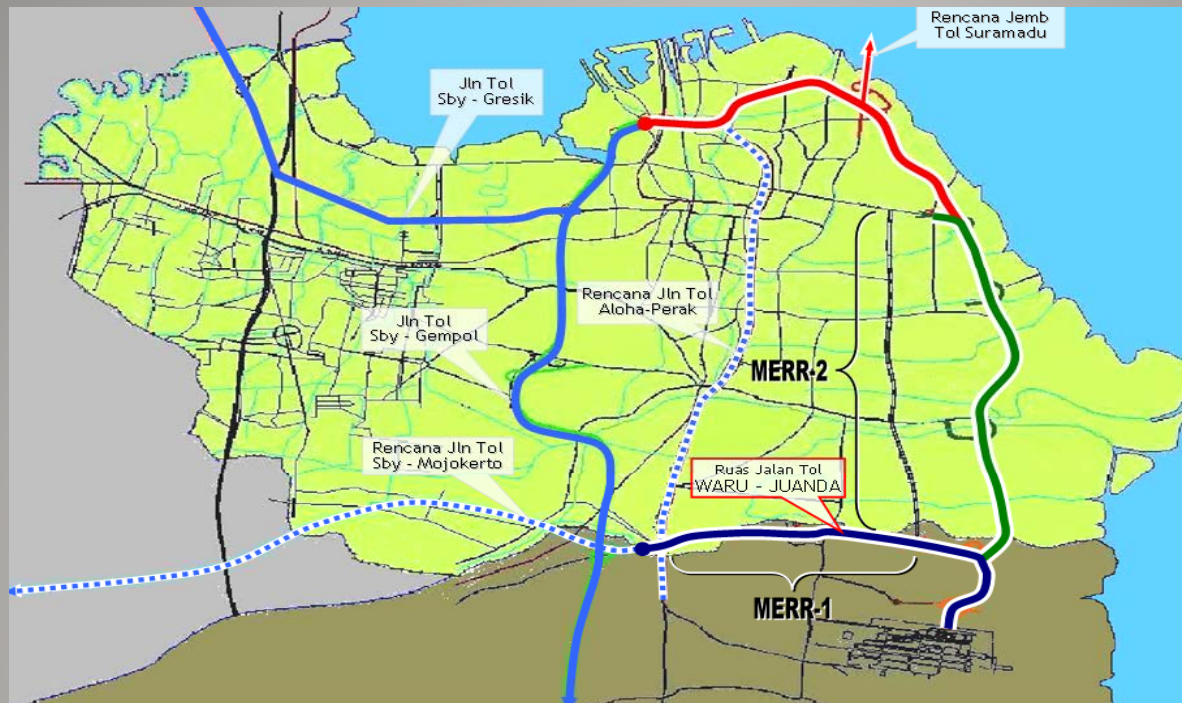 Rencana Jemb
Tol Suramadu
Jln Tol
Sby - Gresik
Rencana Jln Tol
Aloha-Perak
Jln Tol
Sby - Gempol
MERR-2
Rencana Jln Tol
Sby - Mojokerto
Ruas Jalan Tol
WARU - JUANDA
MERR-1